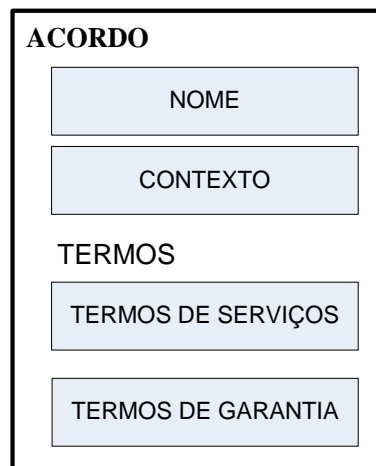 ACORDO
NOME
CONTEXTO
TERMOS
TERMOS DE SERVIÇOS
TERMOS DE GARANTIA